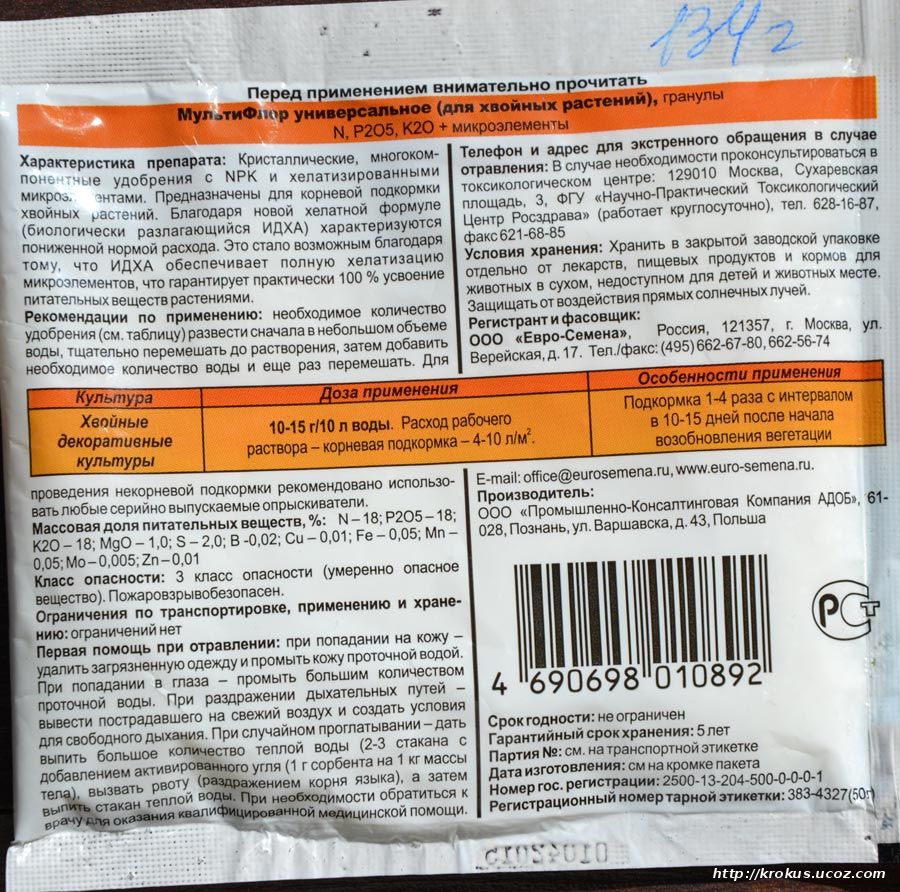 134г
Перед применением внимательно прочитать
МультиФлор универсальное (для хвойных растений), гранулы
N, P2O5, K2O + микроэлементы
Характеристика препарата: Кристаллические, многоком-
понентные удобрения с NPK и хелатизированными
микроэлементами. Предназначены для корневой подкормки
хвойных растений. Благодаря новой хелатной формуле
(биологически разлагающийся ИДХА) характеризуются
пониженной нормой расхода. Это стало возможным благодаря
тому, что ИДХА обеспечивает полную хелатизацию
микроэлементов, что гарантирует практически 100 % усвоение
питательных веществ растениями.
Рекомендации по применению: необходимое количество
удобрения (см. таблицу) развести сначала в небольшом объеме
воды, тщательно перемешать до растворения, затем добавить
необходимое количество воды и еще раз перемешать. Для
Телефон и адрес для экстренного обращения в случае
отравления: В случае необходимости проконсультироваться в
токсикологическом центре: 129010 Москва, Сухаревская
площадь, 3, ФГУ «Научно-Практический Токсикологический
Центр Росздрава» (работает круглосуточно), тел. 628-16-87,
факс 621-68-85
Условия хранения: Хранить в закрытой заводской упаковке
отдельно от лекарств, пищевых продуктов и кормов для
животных в сухом, недоступном для детей и животных месте.
Защищать от воздействия прямых солнечных лучей.
Регистрант и фасовщик:
ООО «Евро-Семена», Россия, 121357, г. Москва, ул.
Верейская, д. 17. Тел./факс: (495) 662-67-80, 662-56-74
Культура
Доза применения
Особенности применения
Хвойные
декоративные
культуры
10-15 г/10 л воды. Расход рабочего
раствора – корневая подкормка – 4-10 л/м².
Подкормка 1-4 раза с интервалом
в 10-15 дней после начала
возобновления вегетации
проведения некорневой подкормки рекомендовано использо-
вать любые серийно выпускаемые опрыскиватели.
Массовая доля питательных веществ, %: N – 18; P2O5 – 18;
K2O – 18; MgO – 1,0; S – 2,0; B -0,02; Cu – 0,01; Fe – 0,05; Mn –
0,05; Mo – 0,005; Zn – 0,01
Класс опасности: 3 класс опасности (умеренно опасное
вещество). Пожаровзрывобезопасен.
Ограничения по транспортировке, применению и хране-
нию: ограничений нет
Первая помощь при отравлении: при попадании на кожу –
удалить загрязненную одежду и промыть кожу проточной водой.
При попадании в глаза – промыть большим количеством
проточной воды. При раздражении дыхательных путей –
вывести пострадавшего на свежий воздух и создать условия
для свободного дыхания. При случайном проглатывании – дать
выпить большое количество теплой воды (2-3 стакана с
добавлением активированного угля (1 г сорбента на 1 кг массы
тела), вызвать рвоту (раздражением корня языка), а затем
выпить стакан теплой воды. При необходимости обратиться к
врачу для оказания квалифицированной медицинской помощи.
E-mail: office@eurosemena.ru, www.euro-semena.ru.
Производитель:
ООО «Промышленно-Консалтинговая Компания АДОБ», 61-
028, Познань, ул. Варшавска, д. 43, Польша
РСТ
4 690698 010892
Срок годности: не ограничен
Гарантийный срок хранения: 5 лет
Партия №: см. на транспортной этикетке
Дата изготовления: см на кромке пакета
Номер гос. регистрации: 2500-13-204-500-0-0-0-1
Регистрационный номер тарной этикетки: 383-4327(50г)
http://krokus.ucoz.com